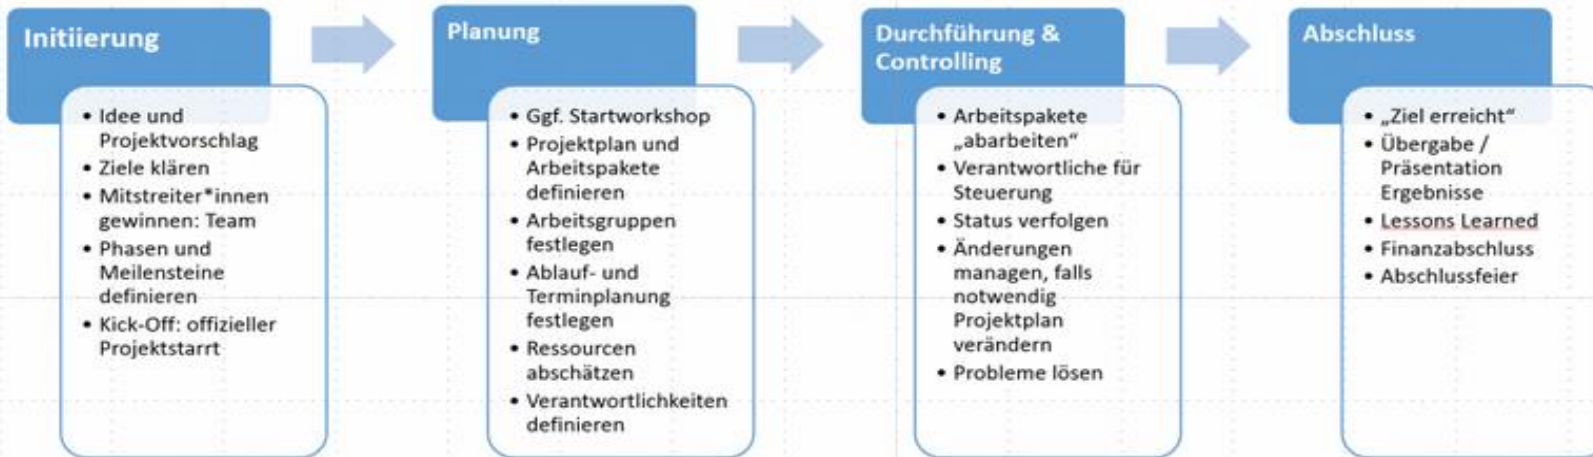 Initiierung
• Idee und
Projektvorschlag
• Ziele klären
• Mitstreiter*innen
gewinnen: Team
• Phasen und
Meilensteine
definieren
• Kick-Off: offizieller
Projektstarrt
Planung
• Ggf. Startworkshop
• Projektplan und
Arbeitspakete
definieren
• Arbeitsgruppen
festlegen
• Ablauf- und
Terminplanung
festlegen
• Ressourcen
abschätzen
• Verantwortlichkeiten
definieren
Durchführung &
Controlling
• Arbeitspakete
„abarbeiten“
• Verantwortliche für
Steuerung
• Status verfolgen
• Änderungen
managen, falls
notwendig
Projektplan
verändern
• Probleme lösen
Abschluss
• „Ziel erreicht“
• Übergabe /
Präsentation
Ergebnisse
• Lessons Learned
• Finanzabschluss
• Abschlussfeier